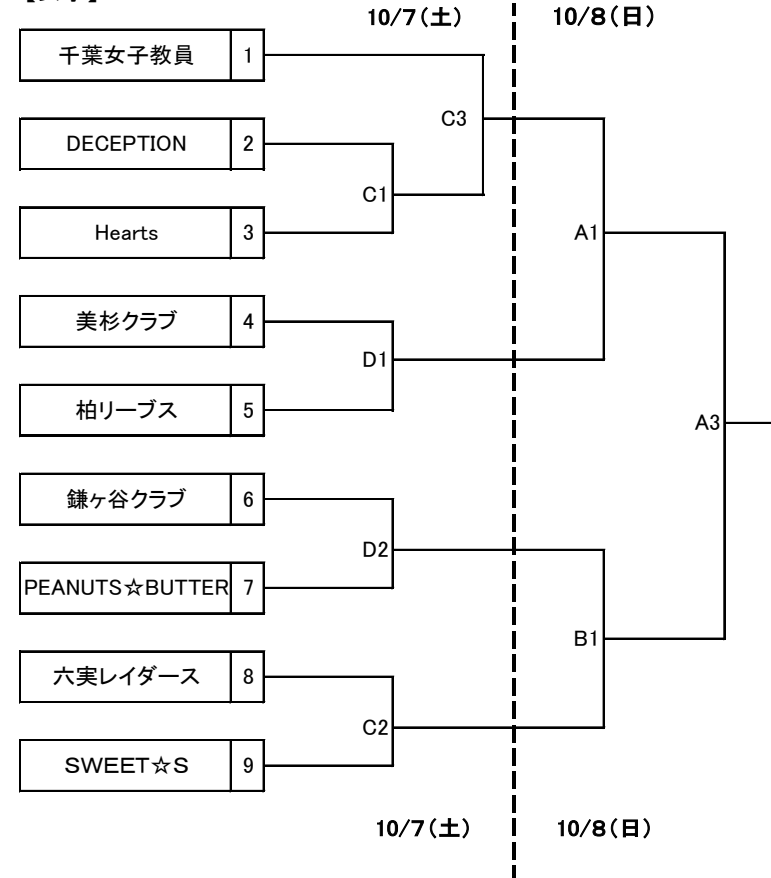 10/7(土) 10/8(日)
千葉女子教員 1
C3
DECEPTION 2
C1
Hearts 3
A1
美杉クラブ 4
D1
柏リーブス 5
A3
鎌ヶ谷クラブ 6
D2
PEANUTS☆BUTTER 7
B1
六実レイダース 8
C2
SWEET☆S 9
10/7(土) 10/8(日)